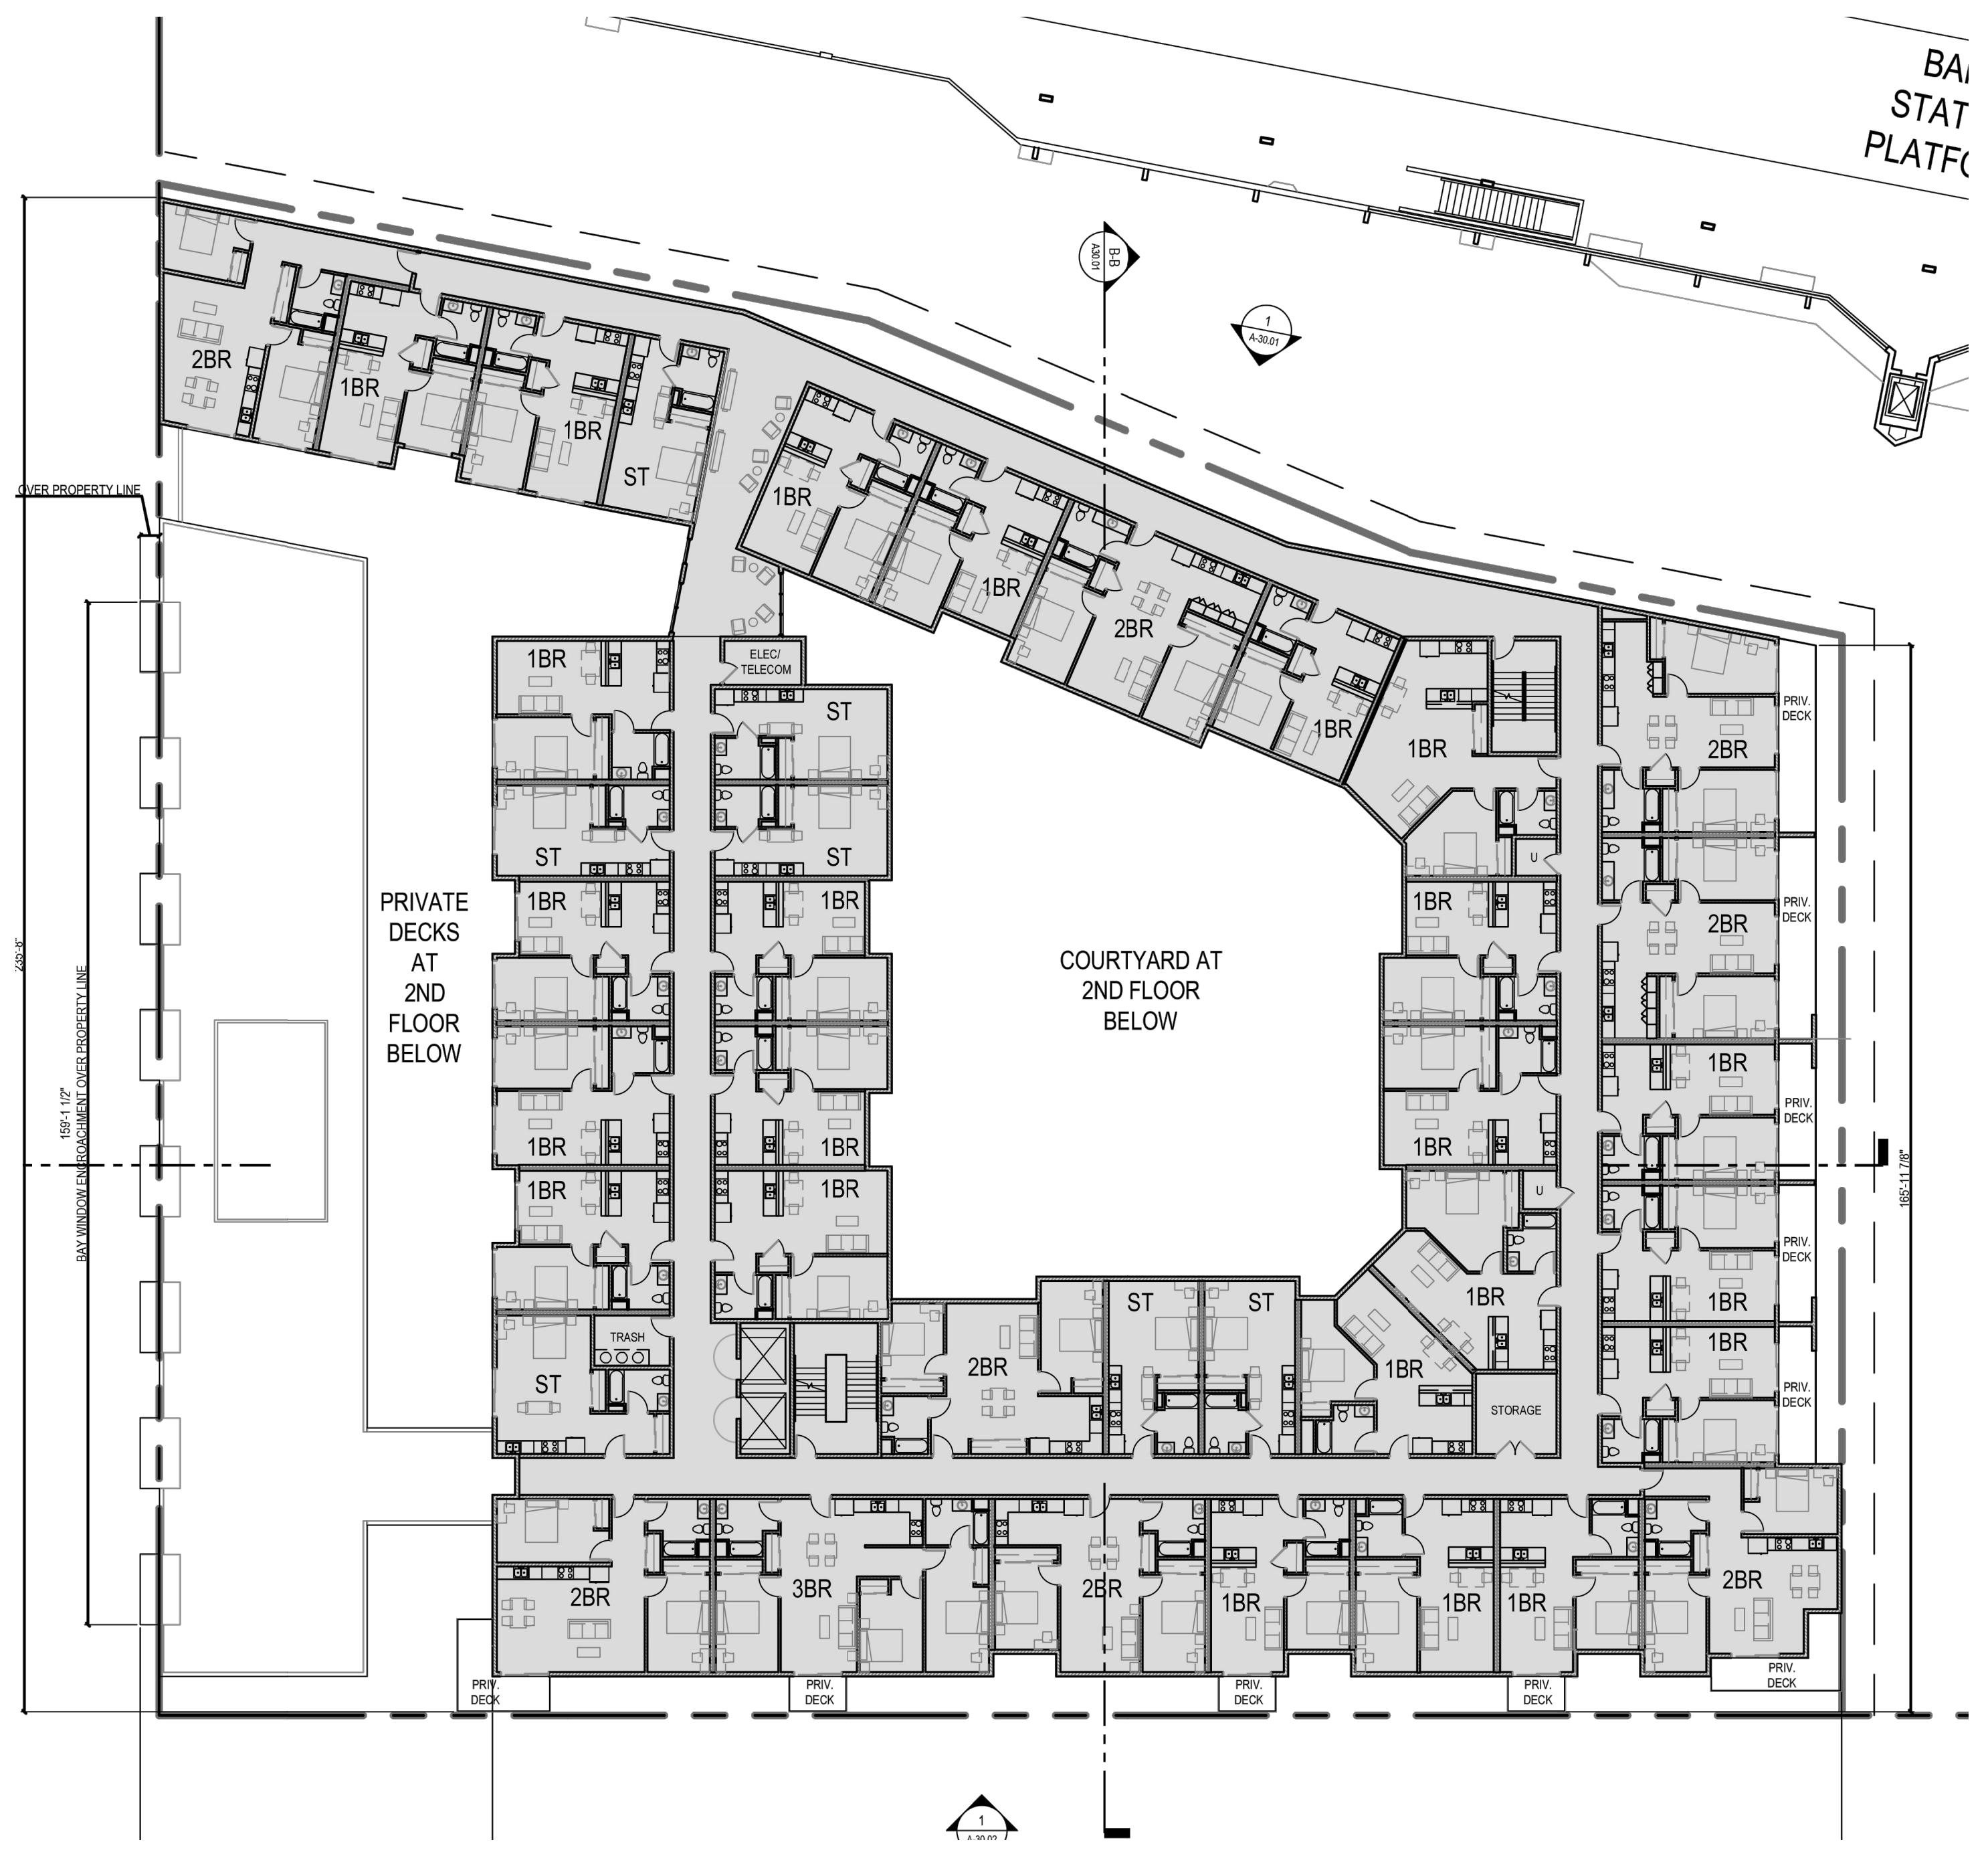 BA
STAT
PLATFO
B-B
A30.01
1
A-30.01
2BR
1BR
1BR
ST
OVER PROPERTY LINE
1BR
1BR
2BR
1BR
1BR
ELEC/
TELECOM
1BR
ST
ST
ST
PRIV.
DECK
2BR
U
PRIVATE
DECKS
AT
2ND
FLOOR
BELOW
1BR
1BR
1BR
PRIV.
DECK
2BR
COURTYARD AT
2ND FLOOR
BELOW
235'-8"
159'-1 1/2"
BAY WINDOW ENCROACHMENT OVER PROPERTY LINE
1BR
PRIV.
DECK
1BR
1BR
1BR
165'-11 7/8"
1BR
1BR
U
PRIV.
DECK
1BR
1BR
ST
ST
TRASH
1BR
2BR
1BR
ST
PRIV.
DECK
STORAGE
2BR
3BR
2BR
1BR
1BR
1BR
2BR
PRIV.
DECK
PRIV.
DECK
PRIV.
DECK
PRIV.
DECK
PRIV.
DECK
1
A-30.02